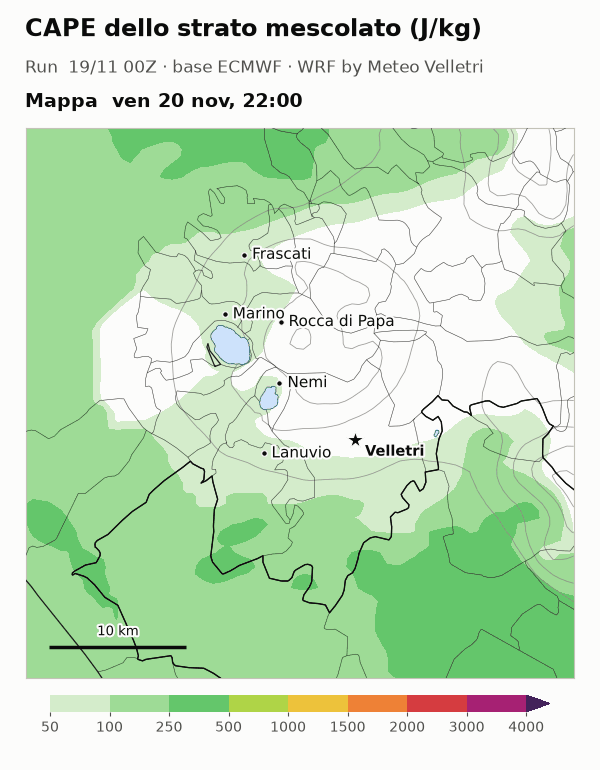 CAPE dello strato mescolato (J/kg)
Run  19/11 00Z · base ECMWF · WRF by Meteo Velletri
Mappa  ven 20 nov, 22:00
Frascati
Marino
Rocca di Papa
Nemi
Velletri
Lanuvio
10 km
50 100 250 500 1000 1500 2000 3000 4000